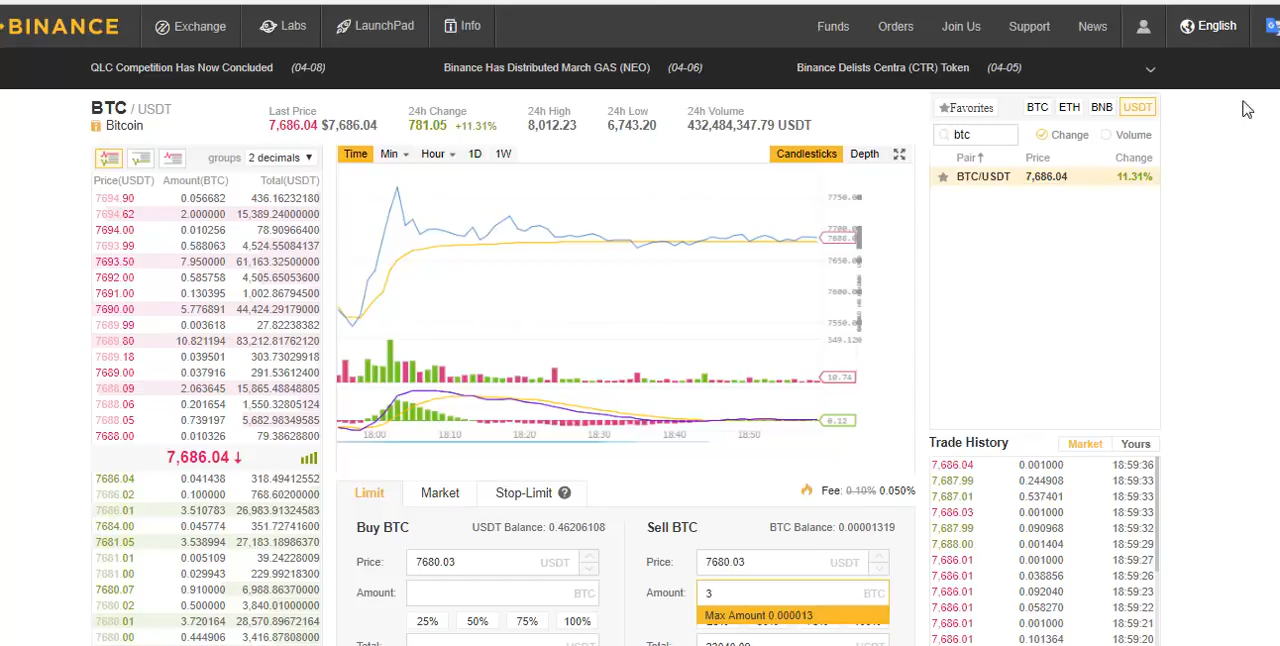 BINANCE Exchange Labs LaunchPad Info Funds Orders Join Us Support News English
QLC Competition Has Now Concluded (04-08) Binance Has Distributed March GAS (NEO) (04-06) Binance Delists Centra (CTR) Token (04-05)
BTC / USDT
Bitcoin
Last Price
7,686.04 $7,686.04
24h Change
781.05 +11.31%
24h High
8,012.23
24h Low
6,743.20
24h Volume
432,484,347.79 USDT
groups 2 decimals
Price(USDT) Amount(BTC) Total(USDT)
7694.90 0.056682 436.16232180
7694.62 2.000000 15,389.24000000
7694.00 0.010256 78.90966400
7693.99 0.588063 4,524.55084137
7693.50 7.950000 61,163.32500000
7692.00 0.585758 4,505.65053600
7691.00 0.130395 1,002.86794500
7690.00 5.776891 44,424.29179000
7689.99 0.003618 27.82238382
7689.80 10.821194 83,212.81762120
7689.18 0.039501 303.73029918
7689.00 0.037916 291.53612400
7688.09 2.063645 15,865.48848805
7688.06 0.201654 1,550.32805124
7688.05 0.739197 5,682.98349585
7688.00 0.010326 79.38628800
7,686.04
7686.04 0.041438 318.49412552
7686.02 0.100000 768.60200000
7686.01 3.510783 26,983.91324583
7684.00 0.045774 351.72741600
7681.05 3.538994 27,183.18986370
7681.01 0.005109 39.24228009
7681.00 0.029943 229.99218300
7680.07 0.910000 6,988.86370000
7680.02 0.500000 3,840.01000000
7680.01 3.720164 28,570.89672164
7680.00 0.444906 3,416.87808000
Time Min Hour 1D 1W Candlesticks Depth
7750.00
7650.00
7600.00
7550.00
349.120
10.74
0.12
18:00 18:10 18:20 18:30 18:40 18:50
Limit Market Stop-Limit ? Fee: 0.10% 0.050%
Buy BTC USDT Balance: 0.46206108
Price: 7680.03 USDT
Amount: BTC
25% 50% 75% 100%
Sell BTC BTC Balance: 0.00001319
Price: 7680.03 USDT
Amount: 3 BTC
Max Amount 0.000013
Favorites BTC ETH BNB USDT
btc Change Volume
Pair Price Change
BTC/USDT 7,686.04 11.31%
Trade History Market Yours
7,686.04 0.001000 18:59:36
7,687.99 0.244908 18:59:33
7,687.01 0.537401 18:59:33
7,686.03 0.001000 18:59:33
7,687.99 0.090968 18:59:32
7,688.00 0.001404 18:59:29
7,686.01 0.001000 18:59:27
7,686.01 0.038856 18:59:26
7,686.01 0.092040 18:59:23
7,686.01 0.058270 18:59:22
7,686.01 0.001000 18:59:21
7,686.01 0.101364 18:59:20